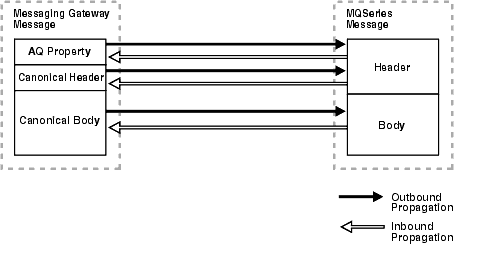 Messaging Gateway
Message
AQ Property
Canonical Header
Canonical Body
MQSeries
Message
Header
Body
Outbound
Propagation
Inbound
Propagation